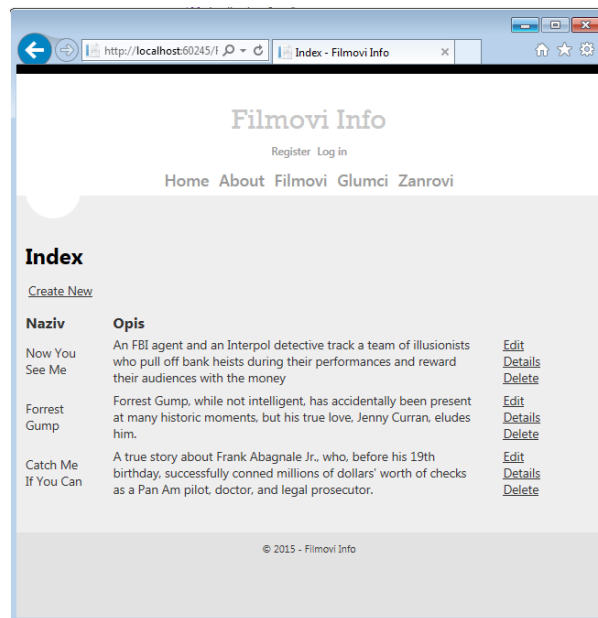 http://localhost:60245/F
Index - Filmovi Info
Filmovi Info
Register Log in
Home About Filmovi Glumci Zanrovi
Index
Create New
Naziv Opis
Now You See Me
An FBI agent and an Interpol detective track a team of illusionists
who pull off bank heists during their performances and reward
their audiences with the money
Edit
Details
Delete
Forrest
Gump
Forrest Gump, while not intelligent, has accidentally been present
at many historic moments, but his true love, Jenny Curran, eludes
him.
Edit
Details
Delete
Catch Me
If You Can
A true story about Frank Abagnale Jr., who, before his 19th
birthday, successfully conned millions of dollars' worth of checks
as a Pan Am pilot, doctor, and legal prosecutor.
Edit
Details
Delete
© 2015 - Filmovi Info